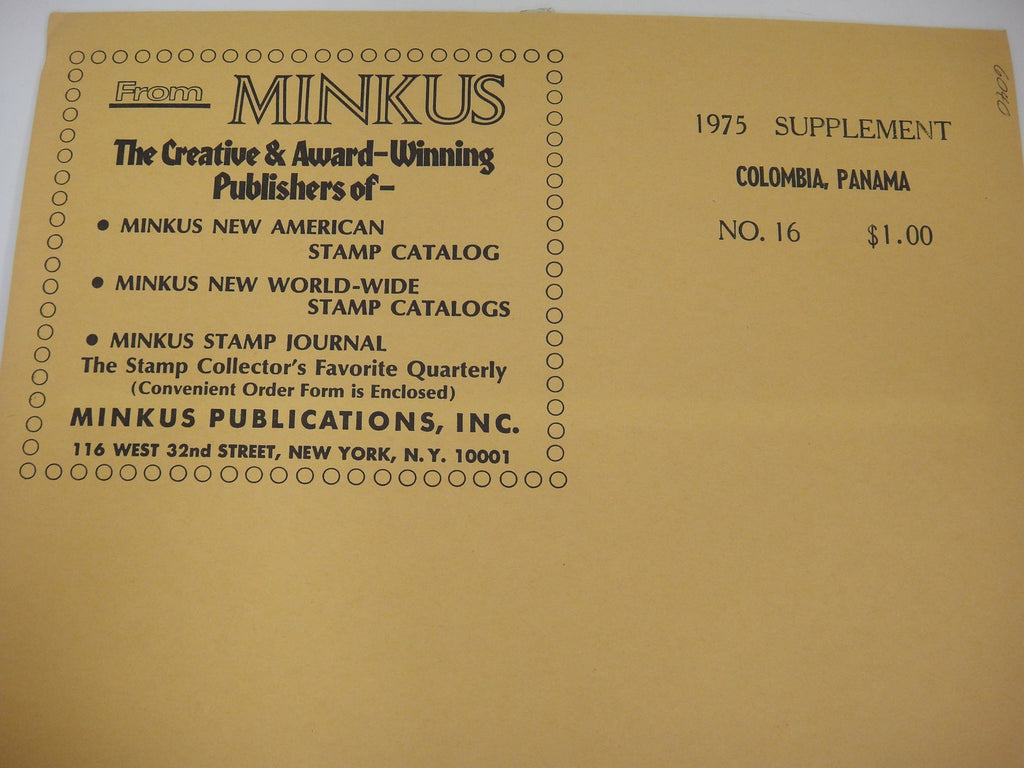 From MINKUS
The Creative & Award-Winning
Publishers of-
• MINKUS NEW AMERICAN
STAMP CATALOG
• MINKUS NEW WORLD-WIDE
STAMP CATALOGS
• MINKUS STAMP JOURNAL
The Stamp Collector's Favorite Quarterly
(Convenient Order Form is Enclosed)
MINKUS PUBLICATIONS, INC.
116 WEST 32nd STREET, NEW YORK, N.Y. 10001
1975 SUPPLEMENT
COLOMBIA, PANAMA
NO. 16 $1.00